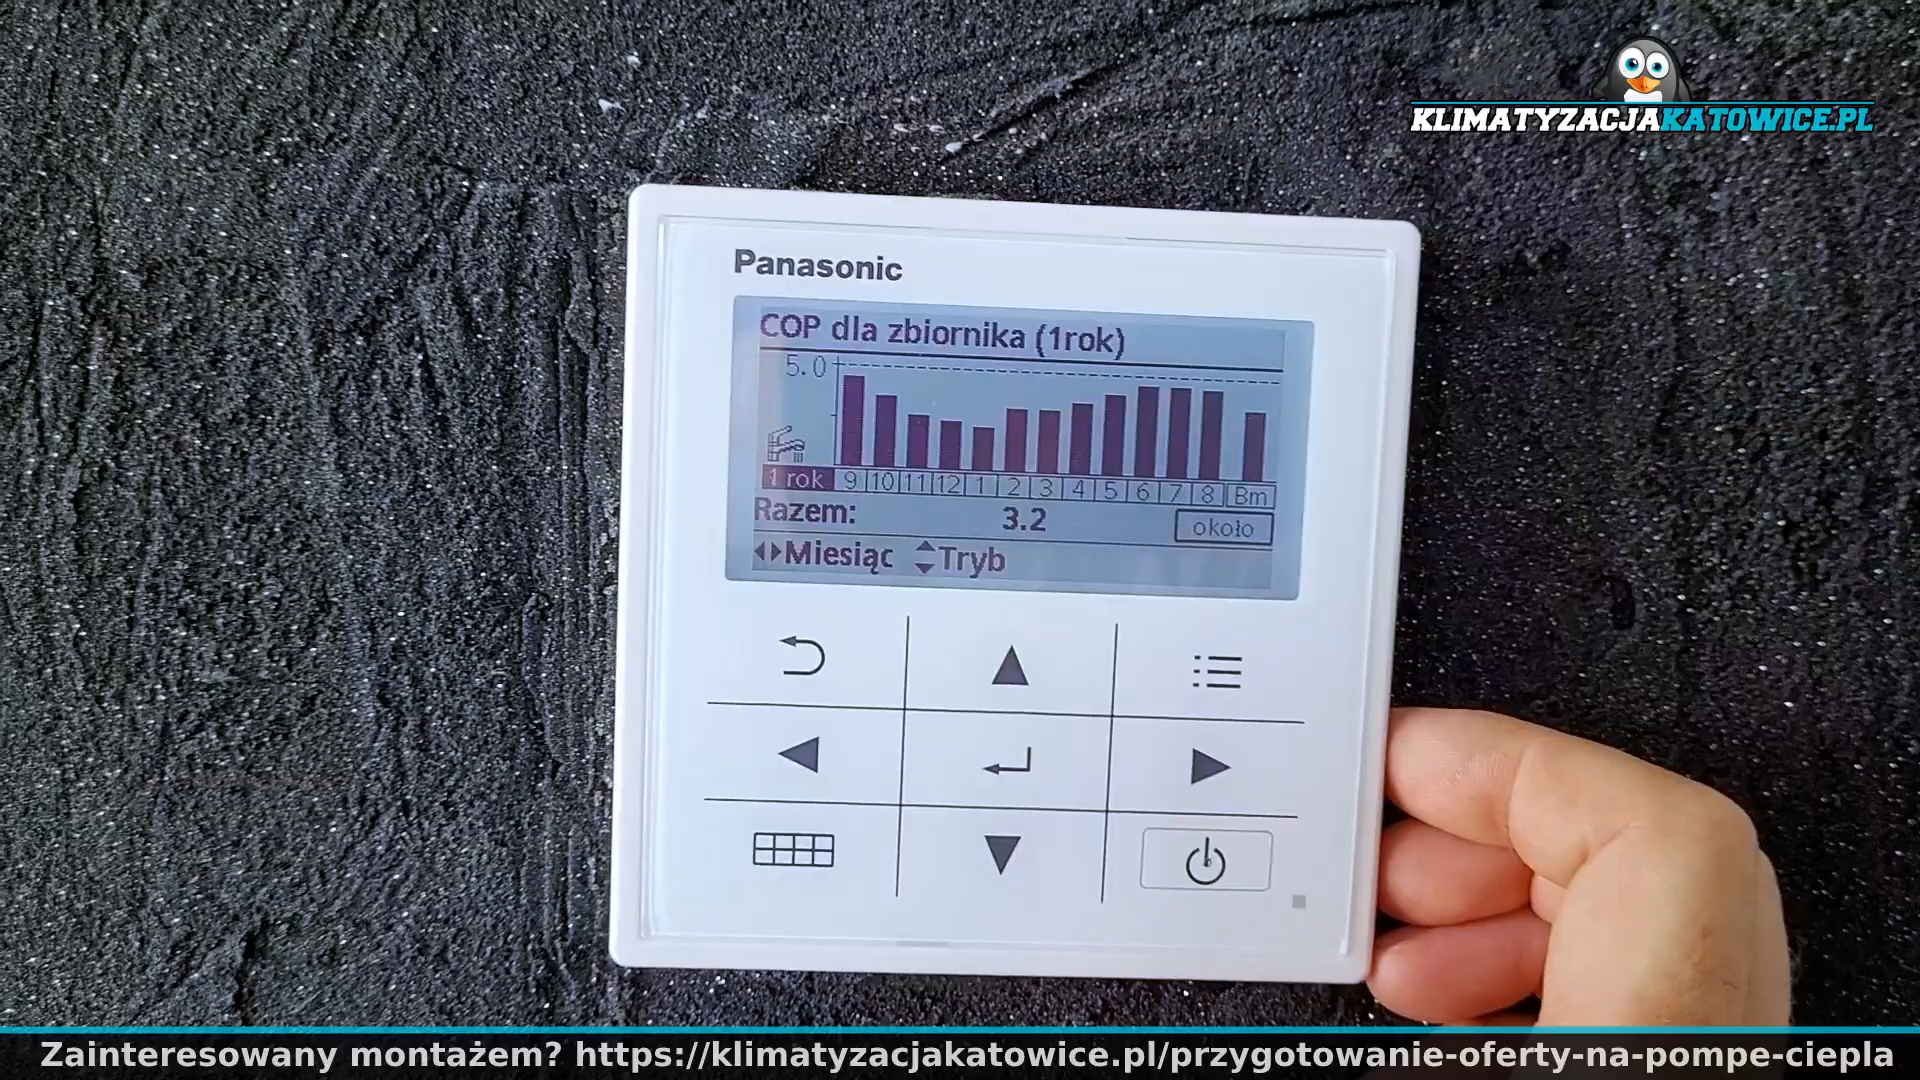 KLIMATYZACJAKATOWICE.PL
Panasonic
COP dla zbiornika (1rok)
5.0
1 rok 9 10 11 12 1 2 3 4 5 6 7 8 Bm
Razem: 3.2 około
Miesiąc Tryb
Zainteresowany montażem? https://klimatyzacjakatowice.pl/przygotowanie-oferty-na-pompe-ciepla